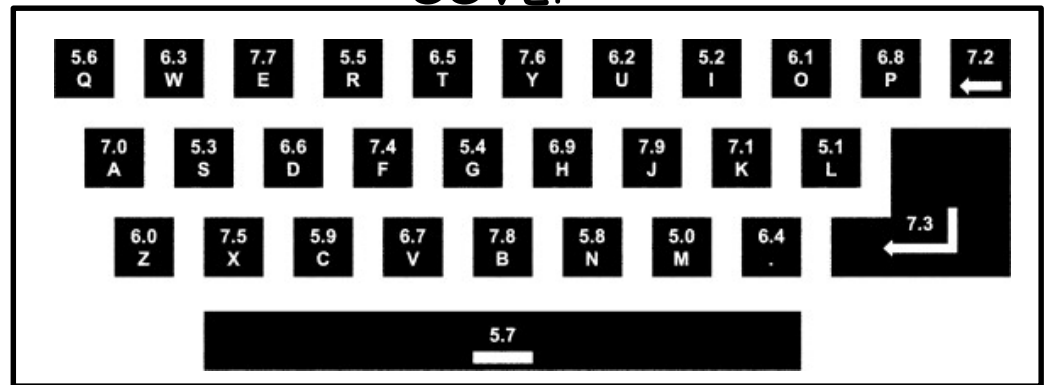 5.6 6.3 7.7 5.5 6.5 7.6 6.2 5.2 6.1 6.8 7.2
Q W E R T Y U I O P
7.0 5.3 6.6 7.4 5.4 6.9 7.9 7.1 5.1
A S D F G H J K L
6.0 7.5 5.9 6.7 7.8 5.8 5.0 6.4 7.3
Z X C V B N M .
5.7